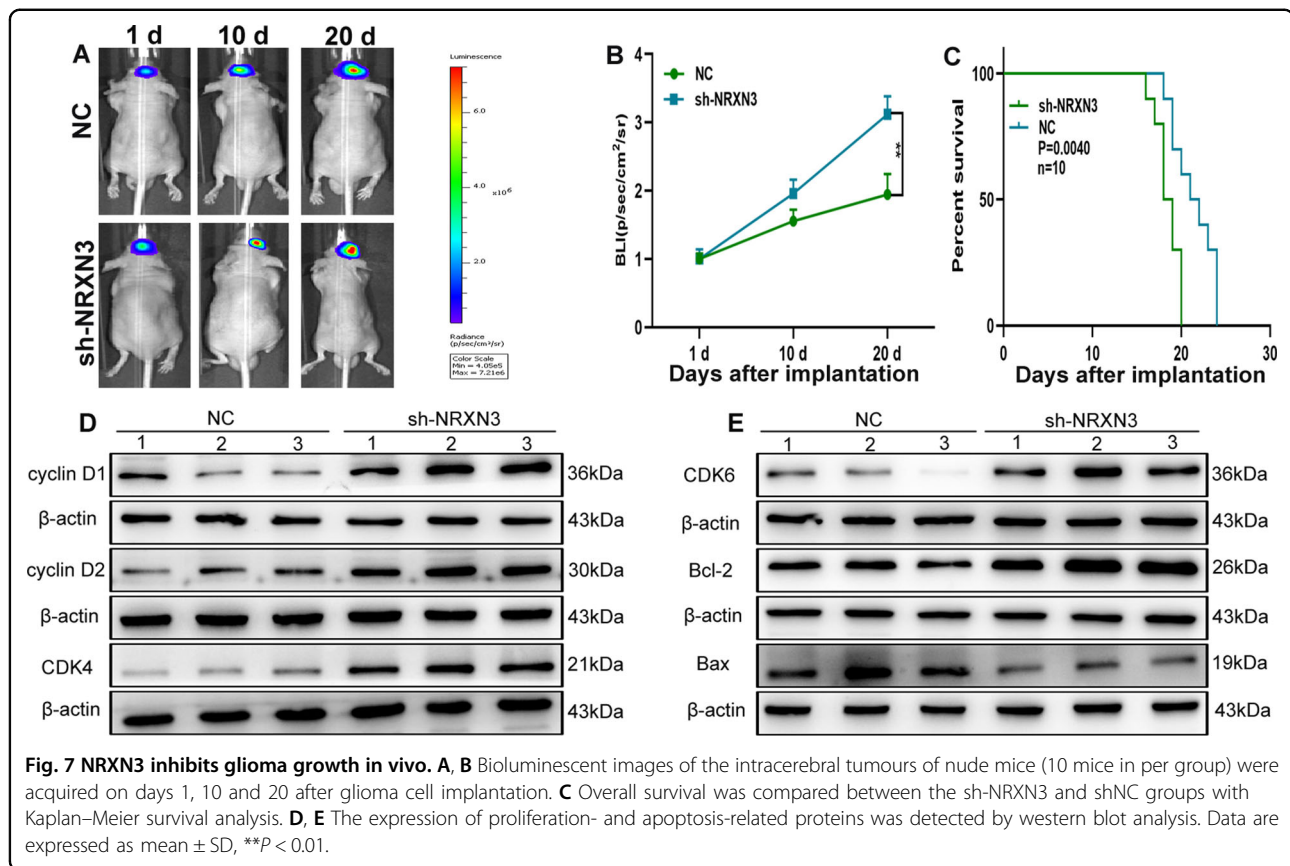 A
1 d 10 d 20 d
NC
sh-NRXN3
Luminescence
6.0
4.0
×10⁶
2.0
Radiance
(p/sec/cm²/sr)
Color Scale
Min = 4.05e5
Max = 7.21e6
B
NC
sh-NRXN3
BLI(p/sec/cm²/sr)
4
3
2
1
0
**
1 d 10 d 20 d
Days after implantation
C
Percent survival
100
50
0
sh-NRXN3
NC
P=0.0040
n=10
0 10 20 30
Days after implantation
D
NC sh-NRXN3
1 2 3 1 2 3
cyclin D1 36kDa
β-actin 43kDa
cyclin D2 30kDa
β-actin 43kDa
CDK4 21kDa
β-actin 43kDa
E
NC sh-NRXN3
1 2 3 1 2 3
CDK6 36kDa
β-actin 43kDa
Bcl-2 26kDa
β-actin 43kDa
Bax 19kDa
β-actin 43kDa
Fig. 7 NRXN3 inhibits glioma growth in vivo. A, B Bioluminescent images of the intracerebral tumours of nude mice (10 mice in per group) were
acquired on days 1, 10 and 20 after glioma cell implantation. C Overall survival was compared between the sh-NRXN3 and shNC groups with
Kaplan–Meier survival analysis. D, E The expression of proliferation- and apoptosis-related proteins was detected by western blot analysis. Data are
expressed as mean ± SD, **P < 0.01.